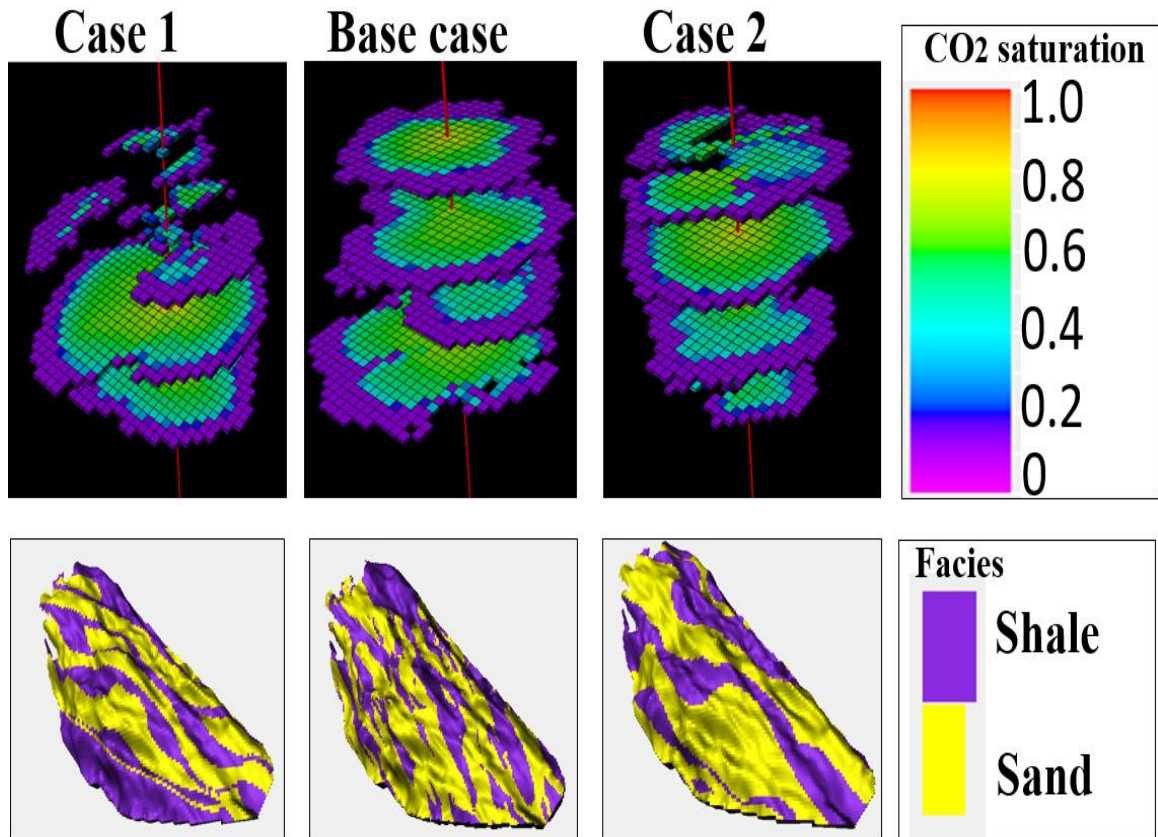 Case 1
Base case
Case 2
CO2 saturation
1.0
0.8
0.6
0.4
0.2
0
Facies
Shale
Sand